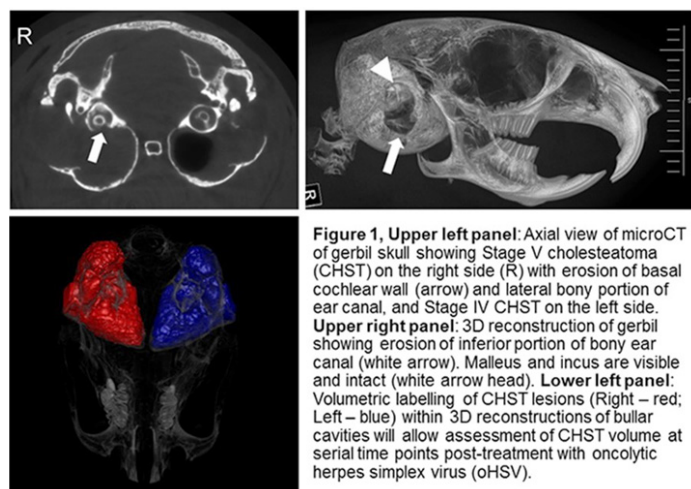 R
R
Figure 1, Upper left panel: Axial view of microCT
of gerbil skull showing Stage V cholesteatoma
(CHST) on the right side (R) with erosion of basal
cochlear wall (arrow) and lateral bony portion of
ear canal, and Stage IV CHST on the left side.
Upper right panel: 3D reconstruction of gerbil
showing erosion of inferior portion of bony ear
canal (white arrow). Malleus and incus are visible
and intact (white arrow head). Lower left panel:
Volumetric labelling of CHST lesions (Right – red;
Left – blue) within 3D reconstructions of bullar
cavities will allow assessment of CHST volume at
serial time points post-treatment with oncolytic
herpes simplex virus (oHSV).